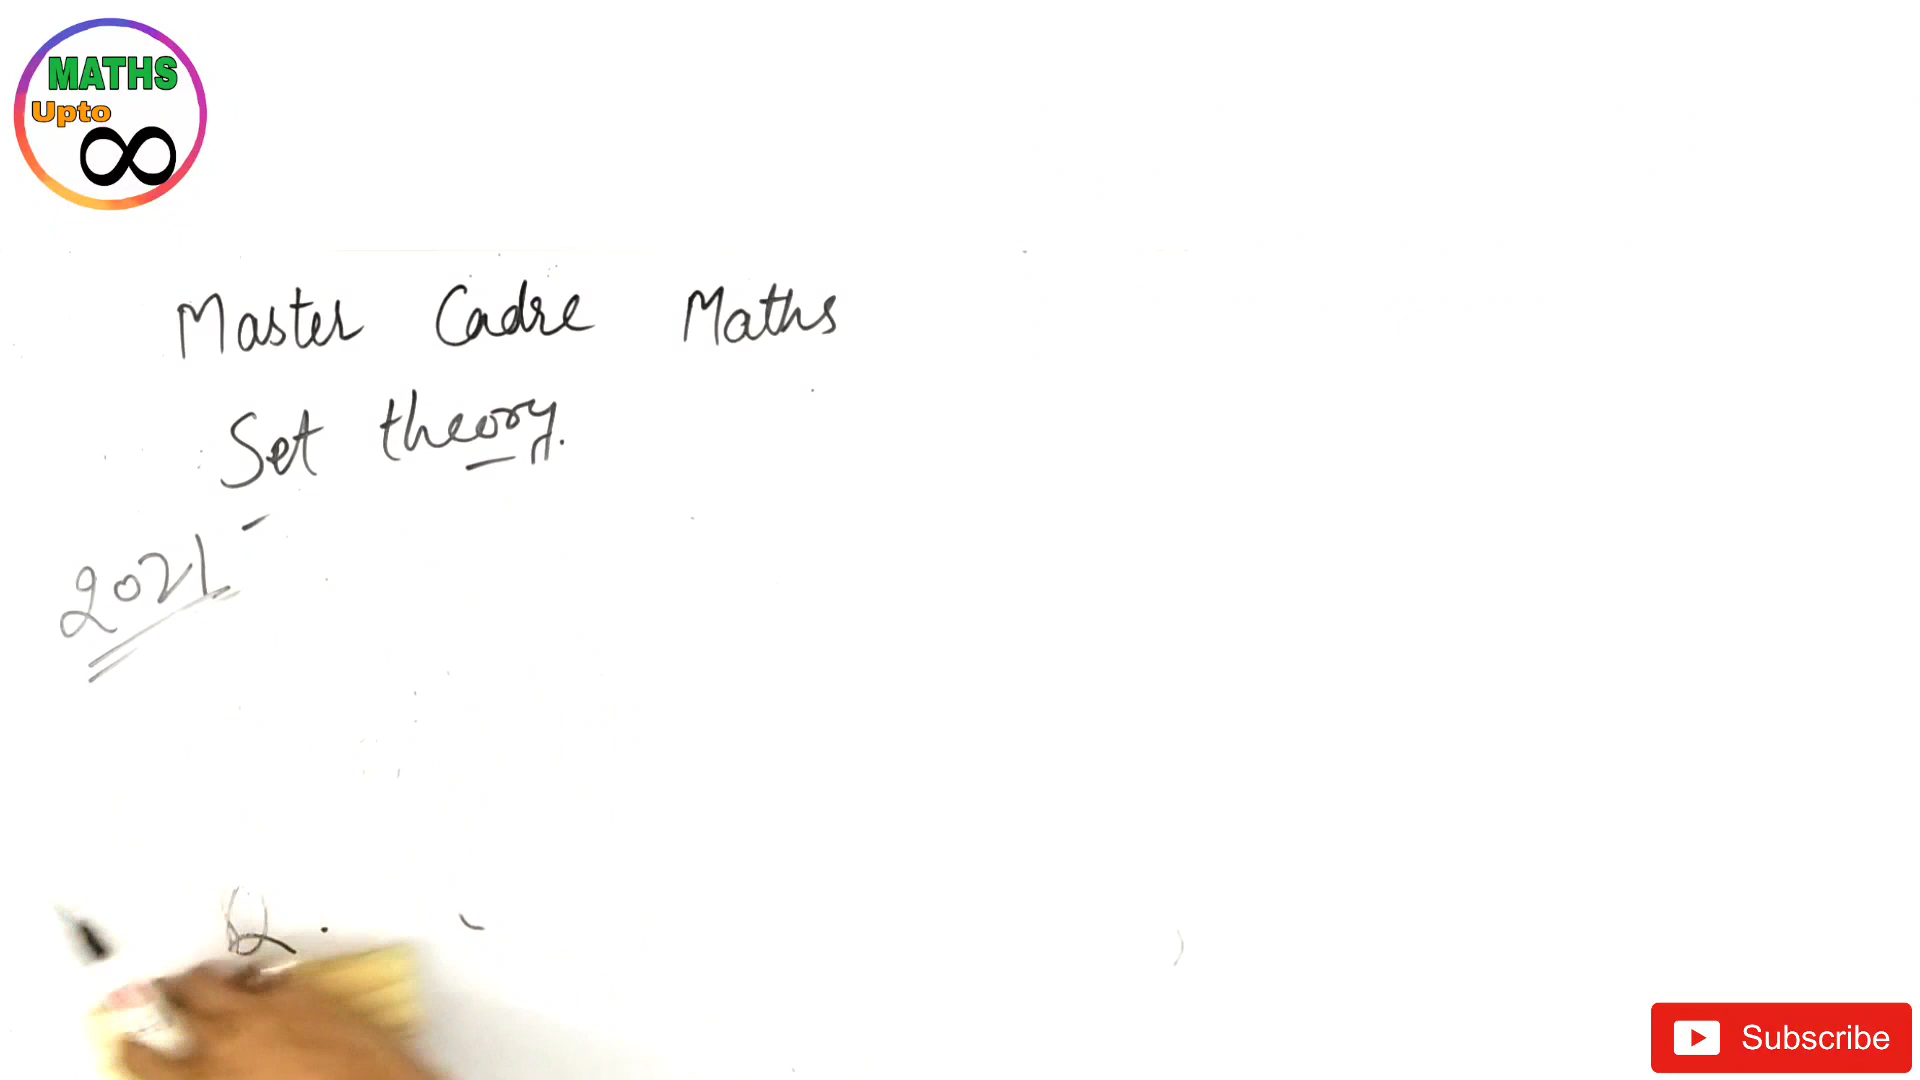 MATHS
Upto
∞
Master Cadre Maths
Set theory.
2021
Q.
Subscribe